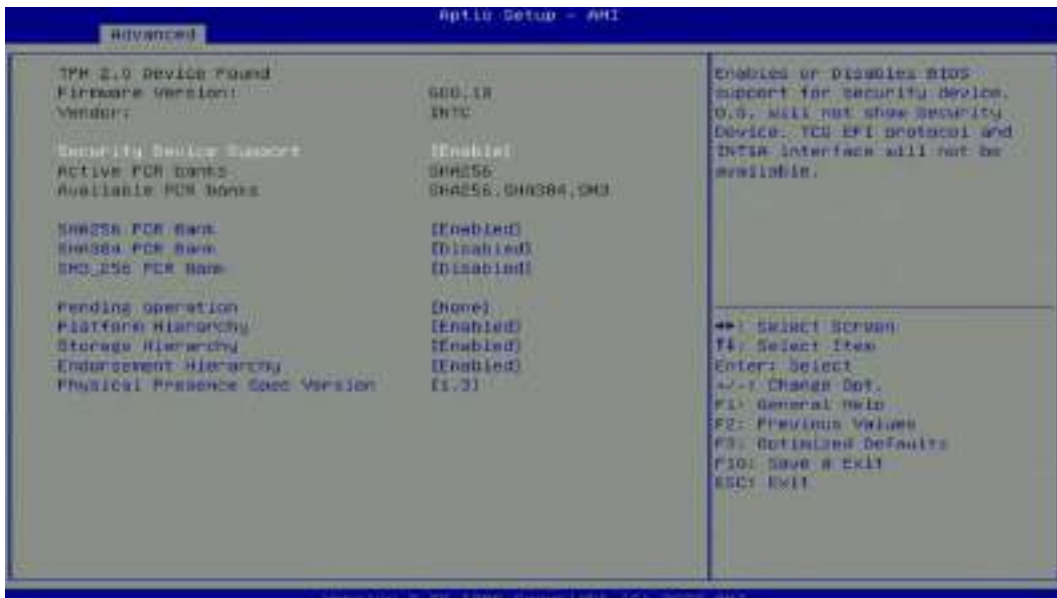 Aptio Setup - AMI
Advanced
TPM 2.0 Device Found
Firmware Version:
Vendor: INTC
Security Device Support [Enable]
Active PCR banks SHA256
Available PCR banks SHA256,SHA384,SM3
SHA256 PCR Bank [Enabled]
SHA384 PCR Bank [Disabled]
SM3_256 PCR Bank [Disabled]
Pending operation [None]
Platform Hierarchy [Enabled]
Storage Hierarchy [Enabled]
Endorsement Hierarchy [Enabled]
Physical Presence Spec Version [1.3]
Enables or Disables BIOS
support for security device.
O.S. will not show Security
Device. TCG EFI protocol and
INT1A interface will not be
available.
: Select Screen
↑↓: Select Item
Enter: Select
+/-: Change Opt.
F1: General Help
F2: Previous Values
F3: Optimized Defaults
F10: Save & Exit
ESC: Exit